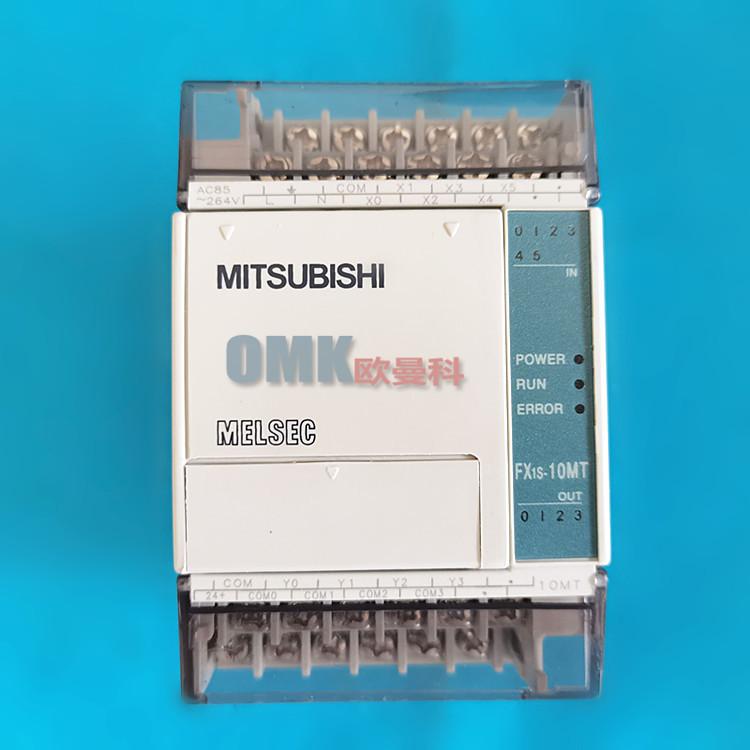 AC85 ⏚ COM X1 X3 X5 •
~264V L N X0 X2 X4 •
0 1 2 3
4 5
IN
MITSUBISHI
OMK欧曼科
POWER
RUN
ERROR
MELSEC
FX1S-10MT
OUT
0 1 2 3
COM Y0 Y1 Y2 Y3 • 10MT
24+ COM0 COM1 COM2 COM3 •